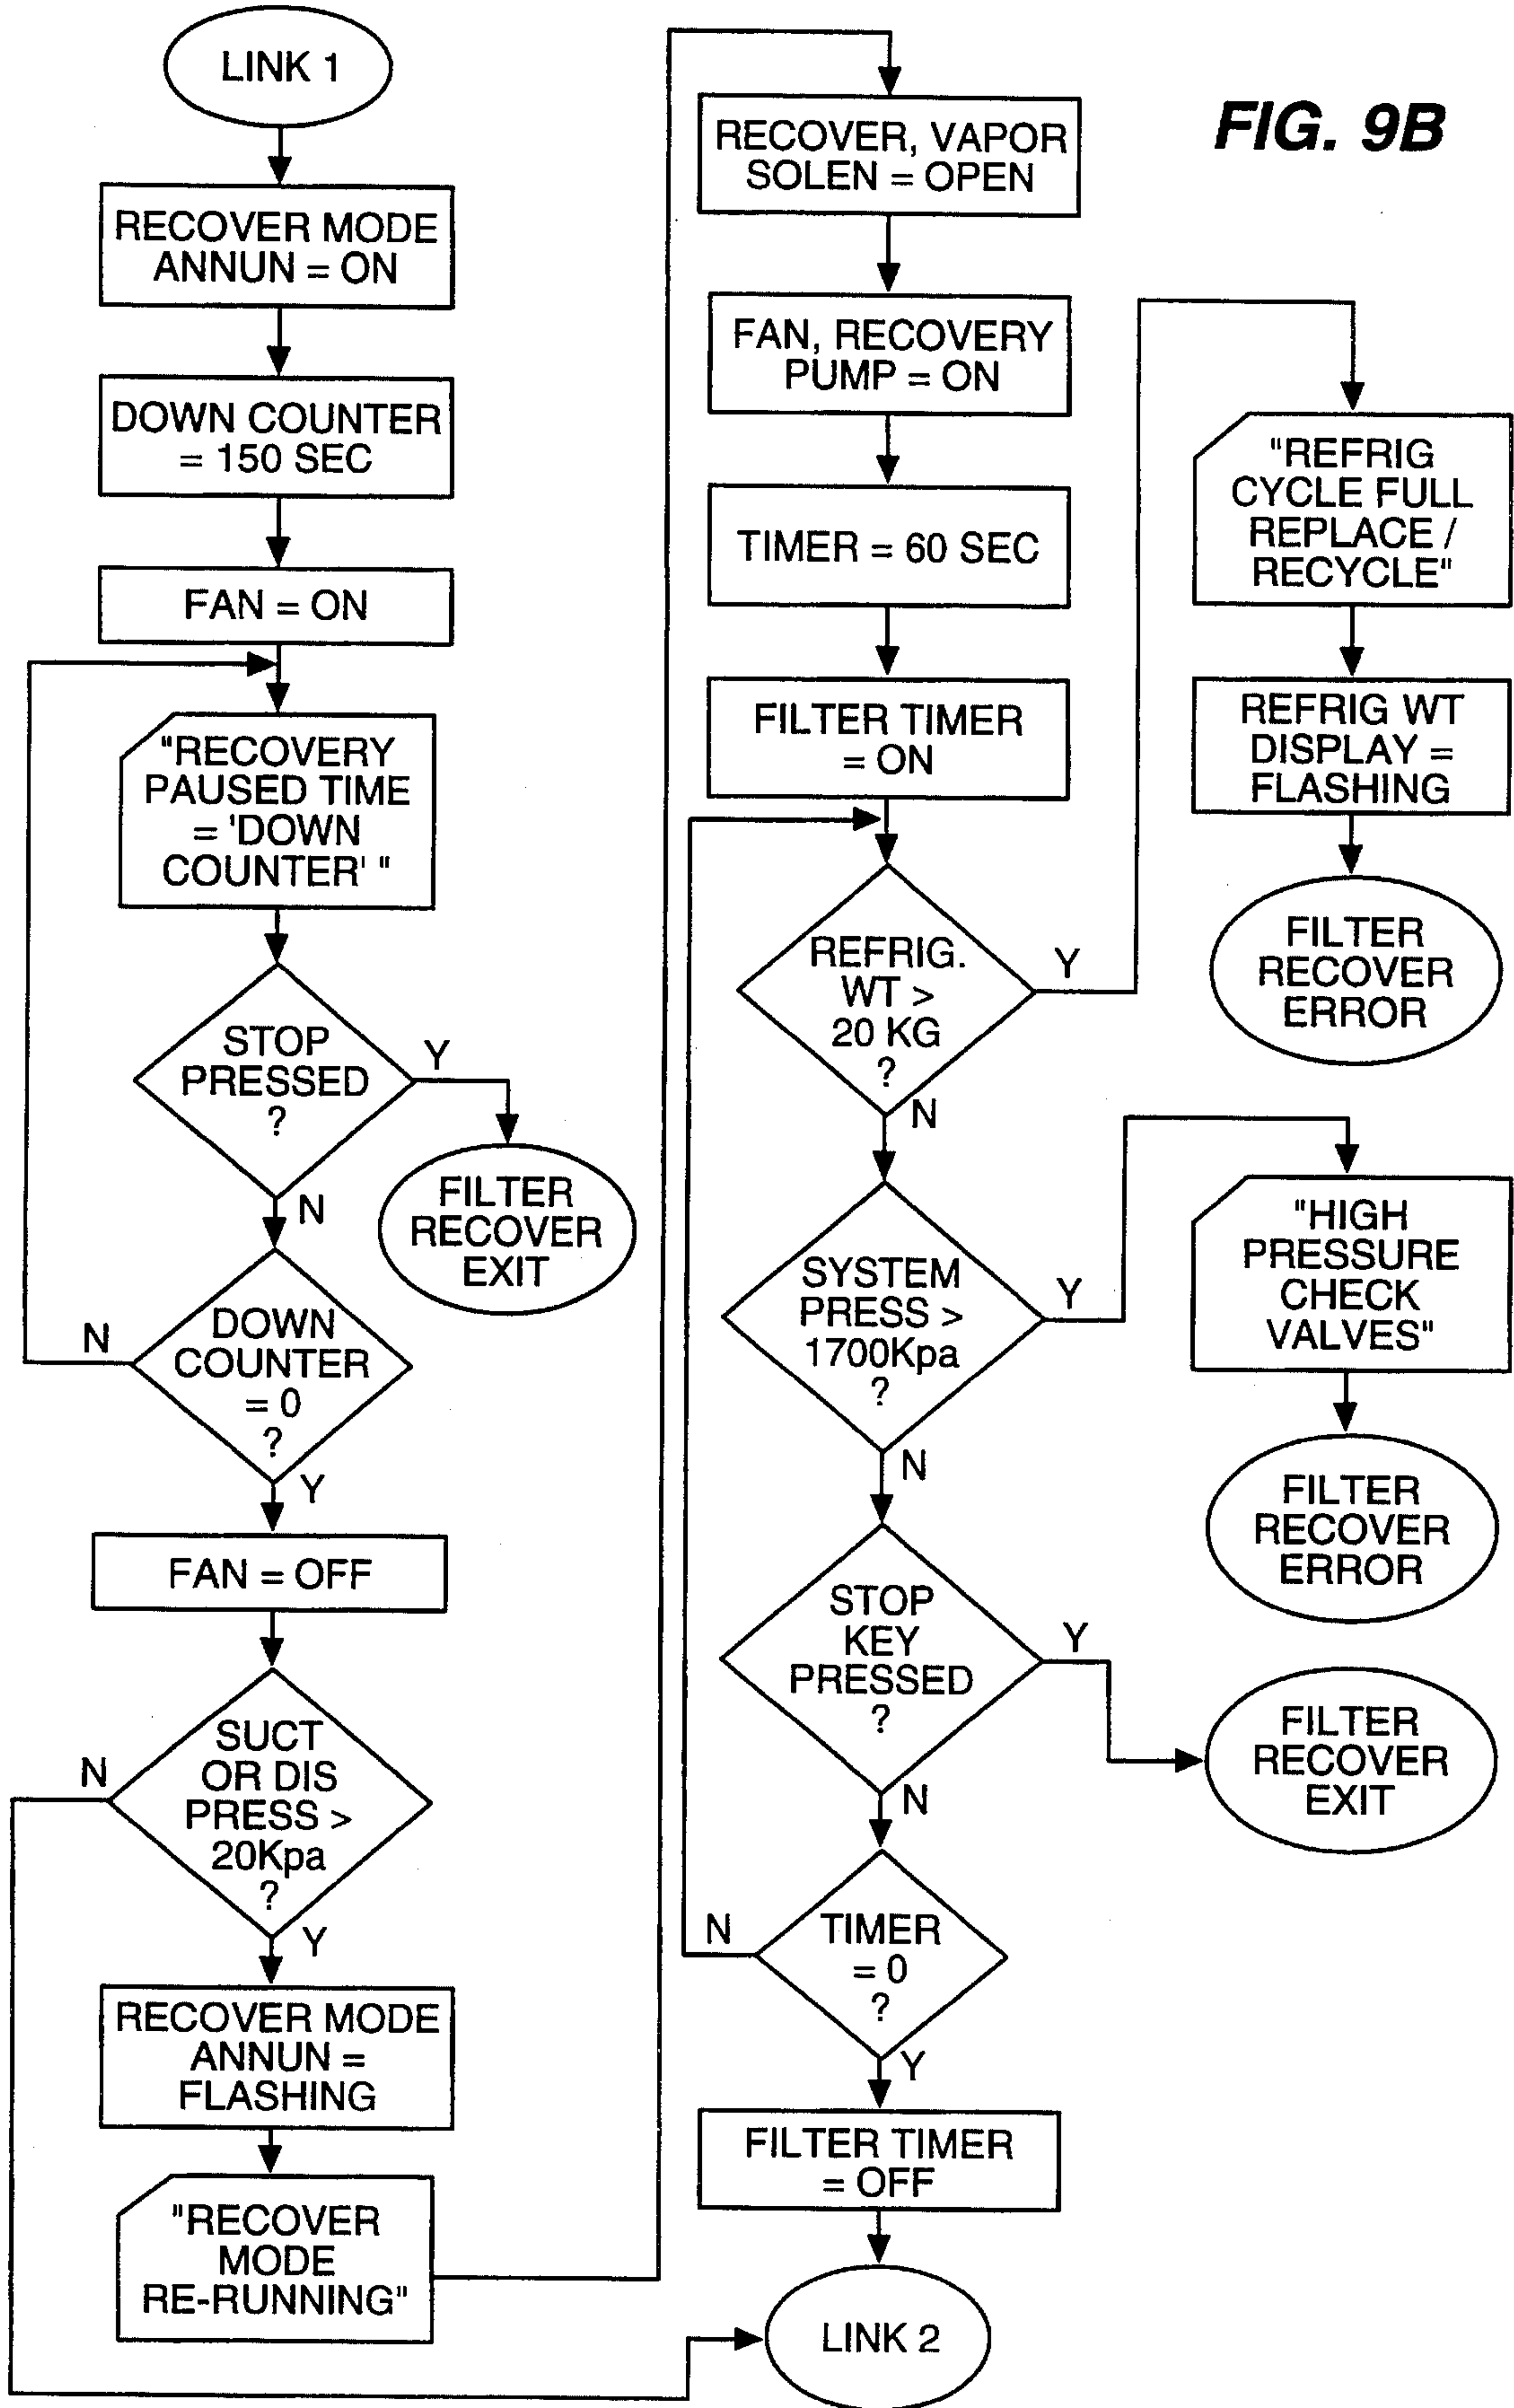 LINK 1
RECOVER MODE
ANNUN = ON
DOWN COUNTER
= 150 SEC
FAN = ON
"RECOVERY
PAUSED TIME
= 'DOWN
COUNTER' "
STOP
PRESSED
?
Y
N
FILTER
RECOVER
EXIT
DOWN
COUNTER
= 0
?
N
Y
FAN = OFF
SUCT
OR DIS
PRESS >
20Kpa
?
N
Y
RECOVER MODE
ANNUN =
FLASHING
"RECOVER
MODE
RE-RUNNING"
RECOVER, VAPOR
SOLEN = OPEN
FAN, RECOVERY
PUMP = ON
TIMER = 60 SEC
FILTER TIMER
= ON
REFRIG.
WT >
20 KG
?
Y
N
SYSTEM
PRESS >
1700Kpa
?
Y
N
STOP
KEY
PRESSED
?
Y
N
TIMER
= 0
?
N
Y
FILTER TIMER
= OFF
LINK 2
FIG. 9B
"REFRIG
CYCLE FULL
REPLACE /
RECYCLE"
REFRIG WT
DISPLAY =
FLASHING
FILTER
RECOVER
ERROR
"HIGH
PRESSURE
CHECK
VALVES"
FILTER
RECOVER
ERROR
FILTER
RECOVER
EXIT